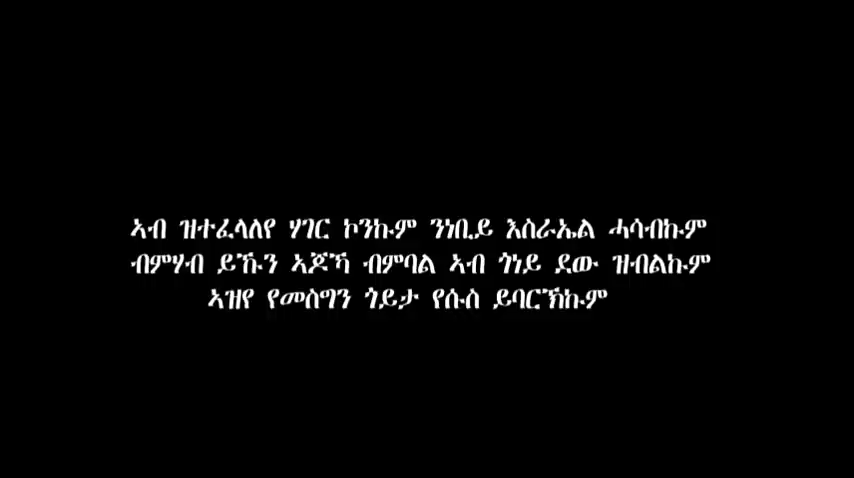 ኣብ ዝተፈላለየ ሃገር ኮንኩም ንነቢይ እስራኤል ሓሳብኩም
ብምሃብ ይኹን ኣጆኻ ብምባል ኣብ ጎነይ ደው ዝብልኩም
ኣዝየ የመስግን ጎይታ የሱስ ይባርኽኩም